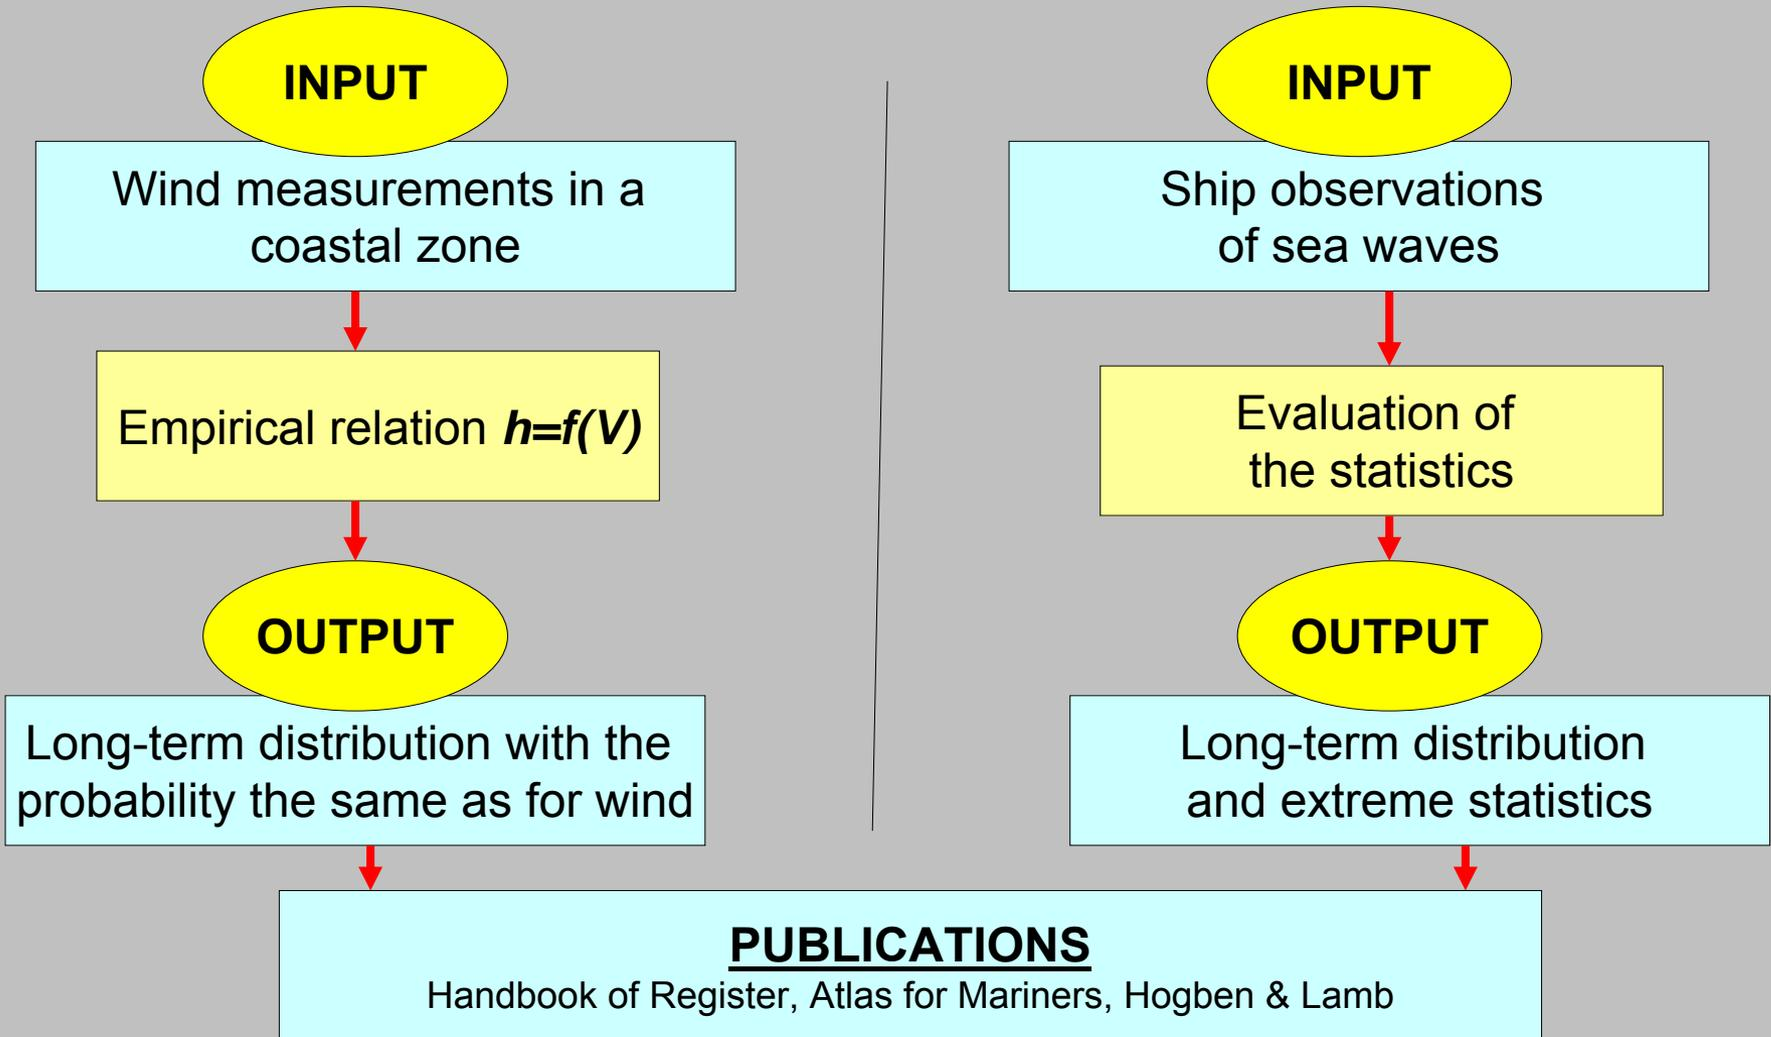 INPUT
Wind measurements in a
coastal zone
Empirical relation h=f(V)
OUTPUT
Long-term distribution with the
probability the same as for wind
INPUT
Ship observations
of sea waves
Evaluation of
the statistics
OUTPUT
Long-term distribution
and extreme statistics
PUBLICATIONS
Handbook of Register, Atlas for Mariners, Hogben & Lamb